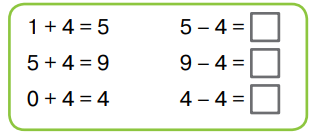 1 + 4 = 5 5 – 4 = □
5 + 4 = 9 9 – 4 = □
0 + 4 = 4 4 – 4 = □